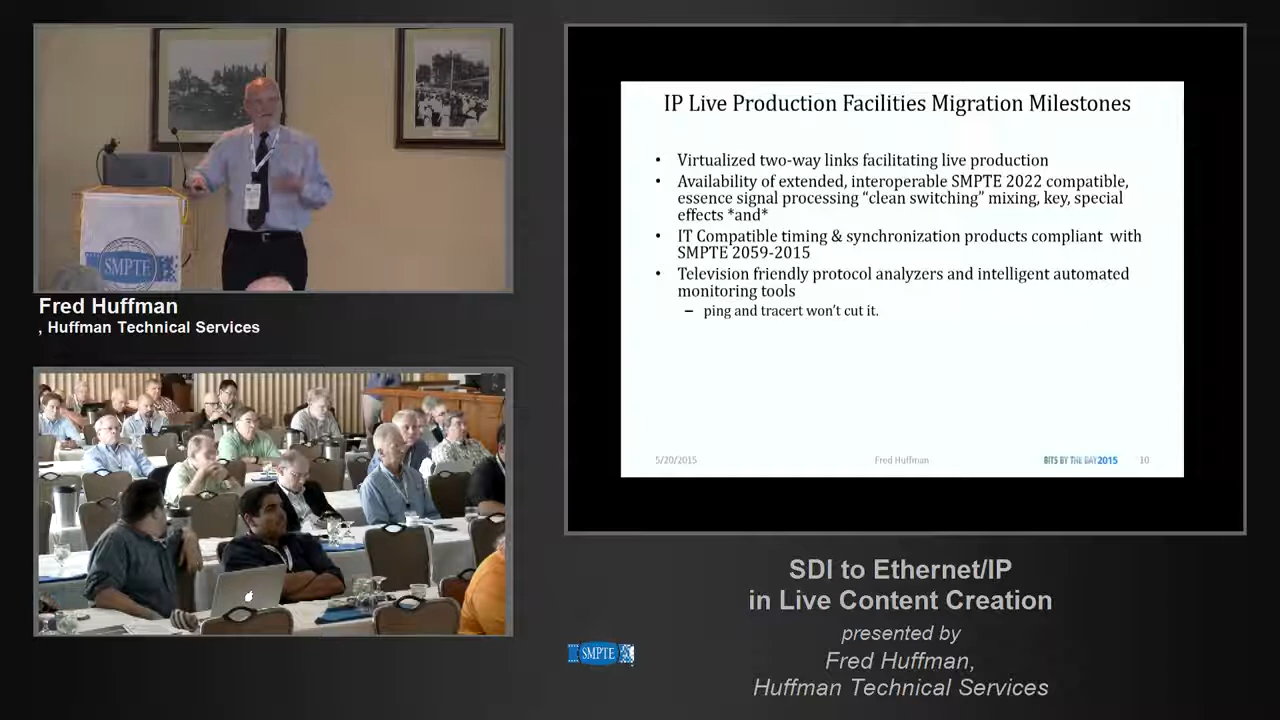 SMPTE
Fred Huffman
, Huffman Technical Services
IP Live Production Facilities Migration Milestones
• Virtualized two-way links facilitating live production
• Availability of extended, interoperable SMPTE 2022 compatible,
essence signal processing “clean switching” mixing, key, special
effects *and*
• IT Compatible timing & synchronization products compliant with
SMPTE 2059-2015
• Television friendly protocol analyzers and intelligent automated
monitoring tools
– ping and tracert won’t cut it.
5/20/2015
Fred Huffman
BITS BY THE BAY 2015
10
SDI to Ethernet/IP
in Live Content Creation
presented by
Fred Huffman,
Huffman Technical Services
SMPTE